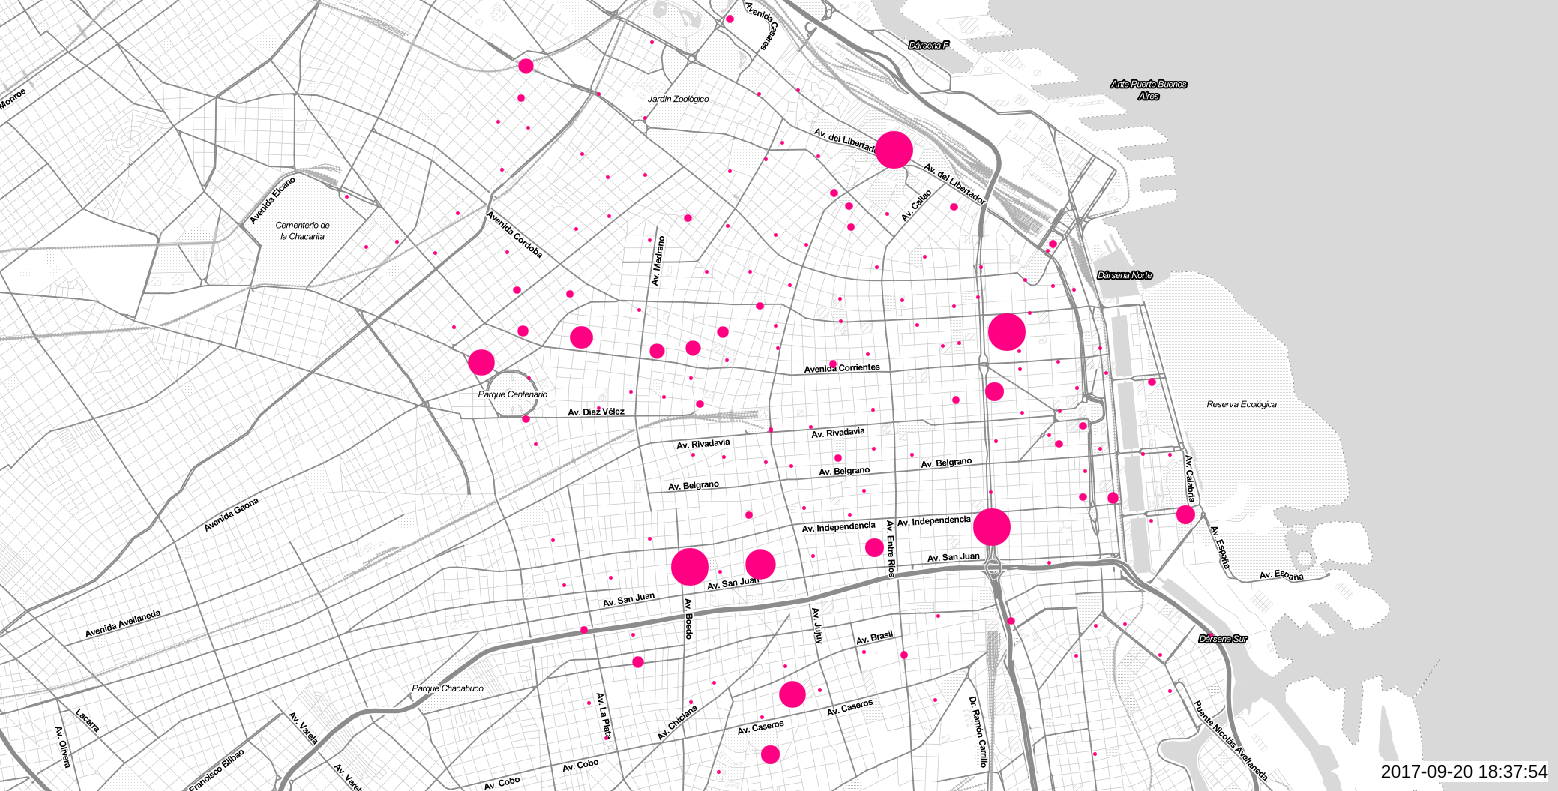 Avenida Casares
Dársena F
Monroe
Ante Puerto Buenos
Aires
Jardín Zoológico
Av. del Libertador
Av. del Libertador
Avenida Elcano
Av. Callao
Cementerio de
la Chacarita
Avenida Córdoba
Av. Medrano
Dársena Norte
Avenida Corrientes
Parque Centenario
Reserva Ecológica
Av. Díaz Vélez
Av. Rivadavia
Av. Rivadavia
Av. Belgrano
Av. Belgrano
Av. Belgrano
Av. Calabria
Avenida Gaona
Av. Independencia
Av. Independencia
Av. Entre Ríos
Av. España
Av. San Juan
Av. España
Av. San Juan
Av. San Juan
Avenida Avellaneda
Av. Boedo
Av. Jujuy
Av. Brasil
Dársena Sur
Parque Chacabuco
Av. La Plata
Av. Chiclana
Av. Caseros
Av. Caseros
Dr. Ramón Carrillo
Puente Nicolás Avellaneda
Lacarra
Av. Olivera
Av. Varela
Av. Varela
Francisco Bilbao
Av. Cobo
Av. Cobo
2017-09-20 18:37:54